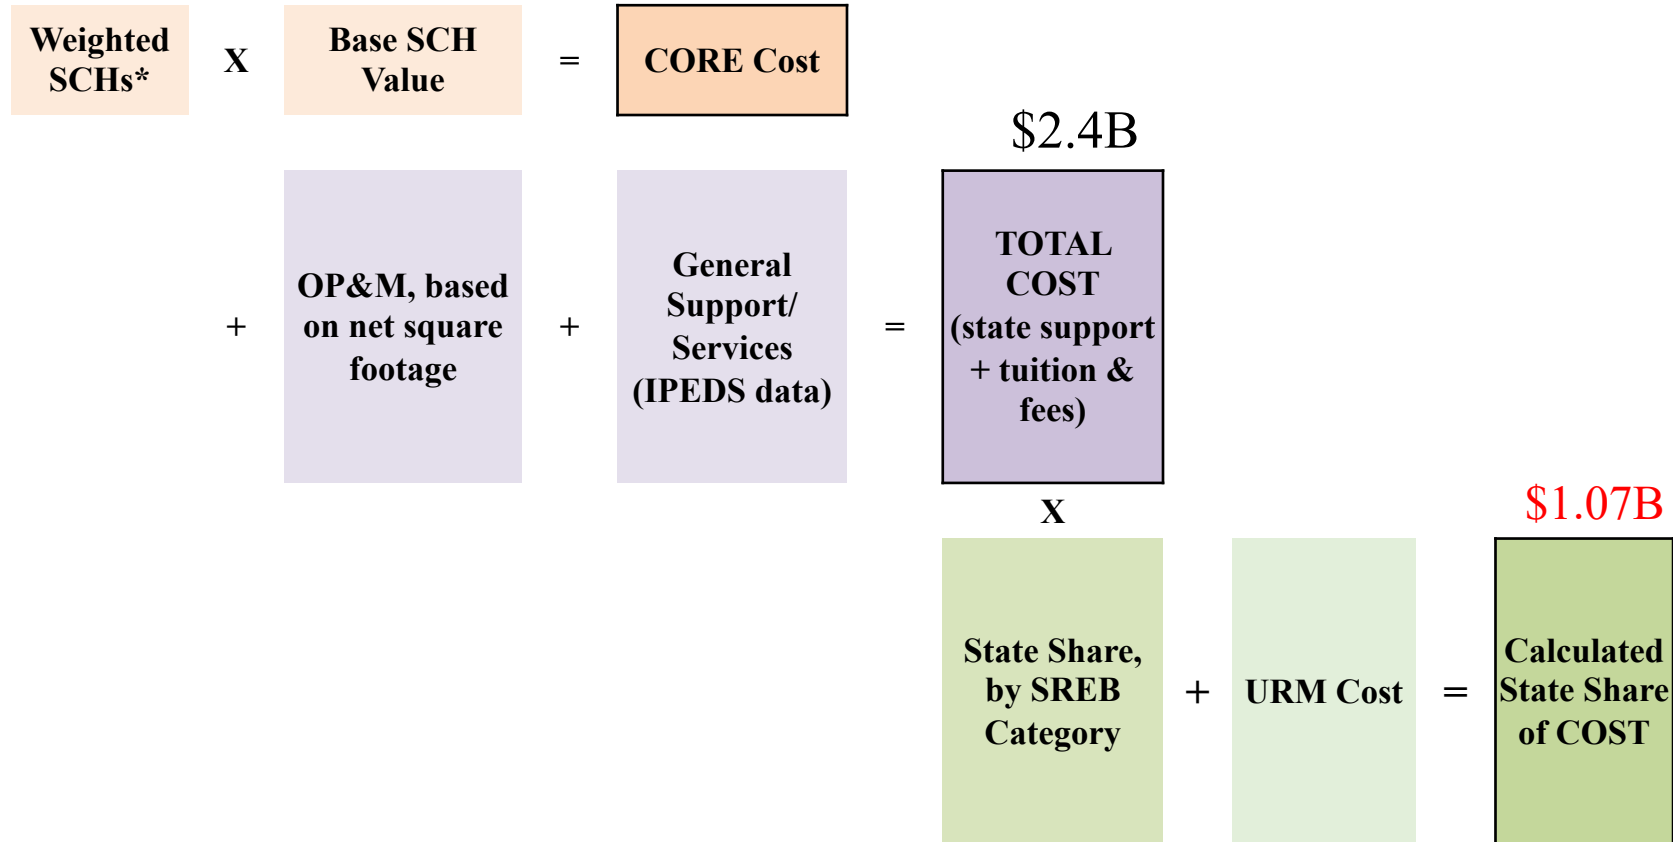 Weighted
SCHs*
X
Base SCH
Value
=
CORE Cost
$2.4B
+
OP&M, based
on net square
footage
+
General
Support/
Services
(IPEDS data)
=
TOTAL
COST
(state support
+ tuition &
fees)
X
$1.07B
State Share,
by SREB
Category
+
URM Cost
=
Calculated
State Share
of COST